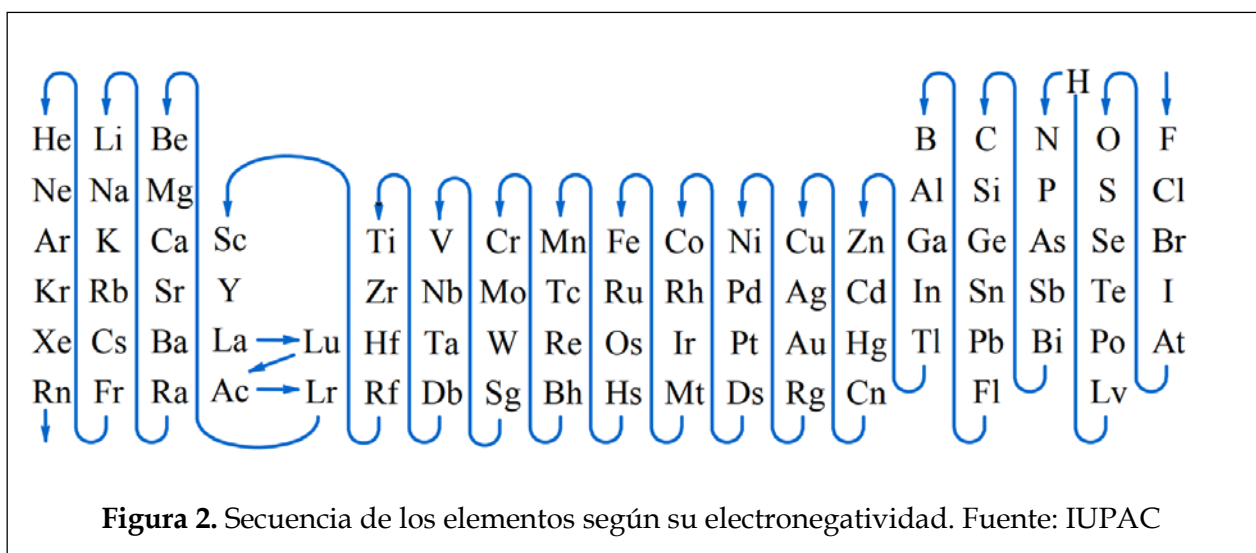 H
He Li Be B C N O F
Ne Na Mg Al Si P S Cl
Ar K Ca Sc Ti V Cr Mn Fe Co Ni Cu Zn Ga Ge As Se Br
Kr Rb Sr Y Zr Nb Mo Tc Ru Rh Pd Ag Cd In Sn Sb Te I
Xe Cs Ba La Lu Hf Ta W Re Os Ir Pt Au Hg Tl Pb Bi Po At
Rn Fr Ra Ac Lr Rf Db Sg Bh Hs Mt Ds Rg Cn Fl Lv
Figura 2. Secuencia de los elementos según su electronegatividad. Fuente: IUPAC